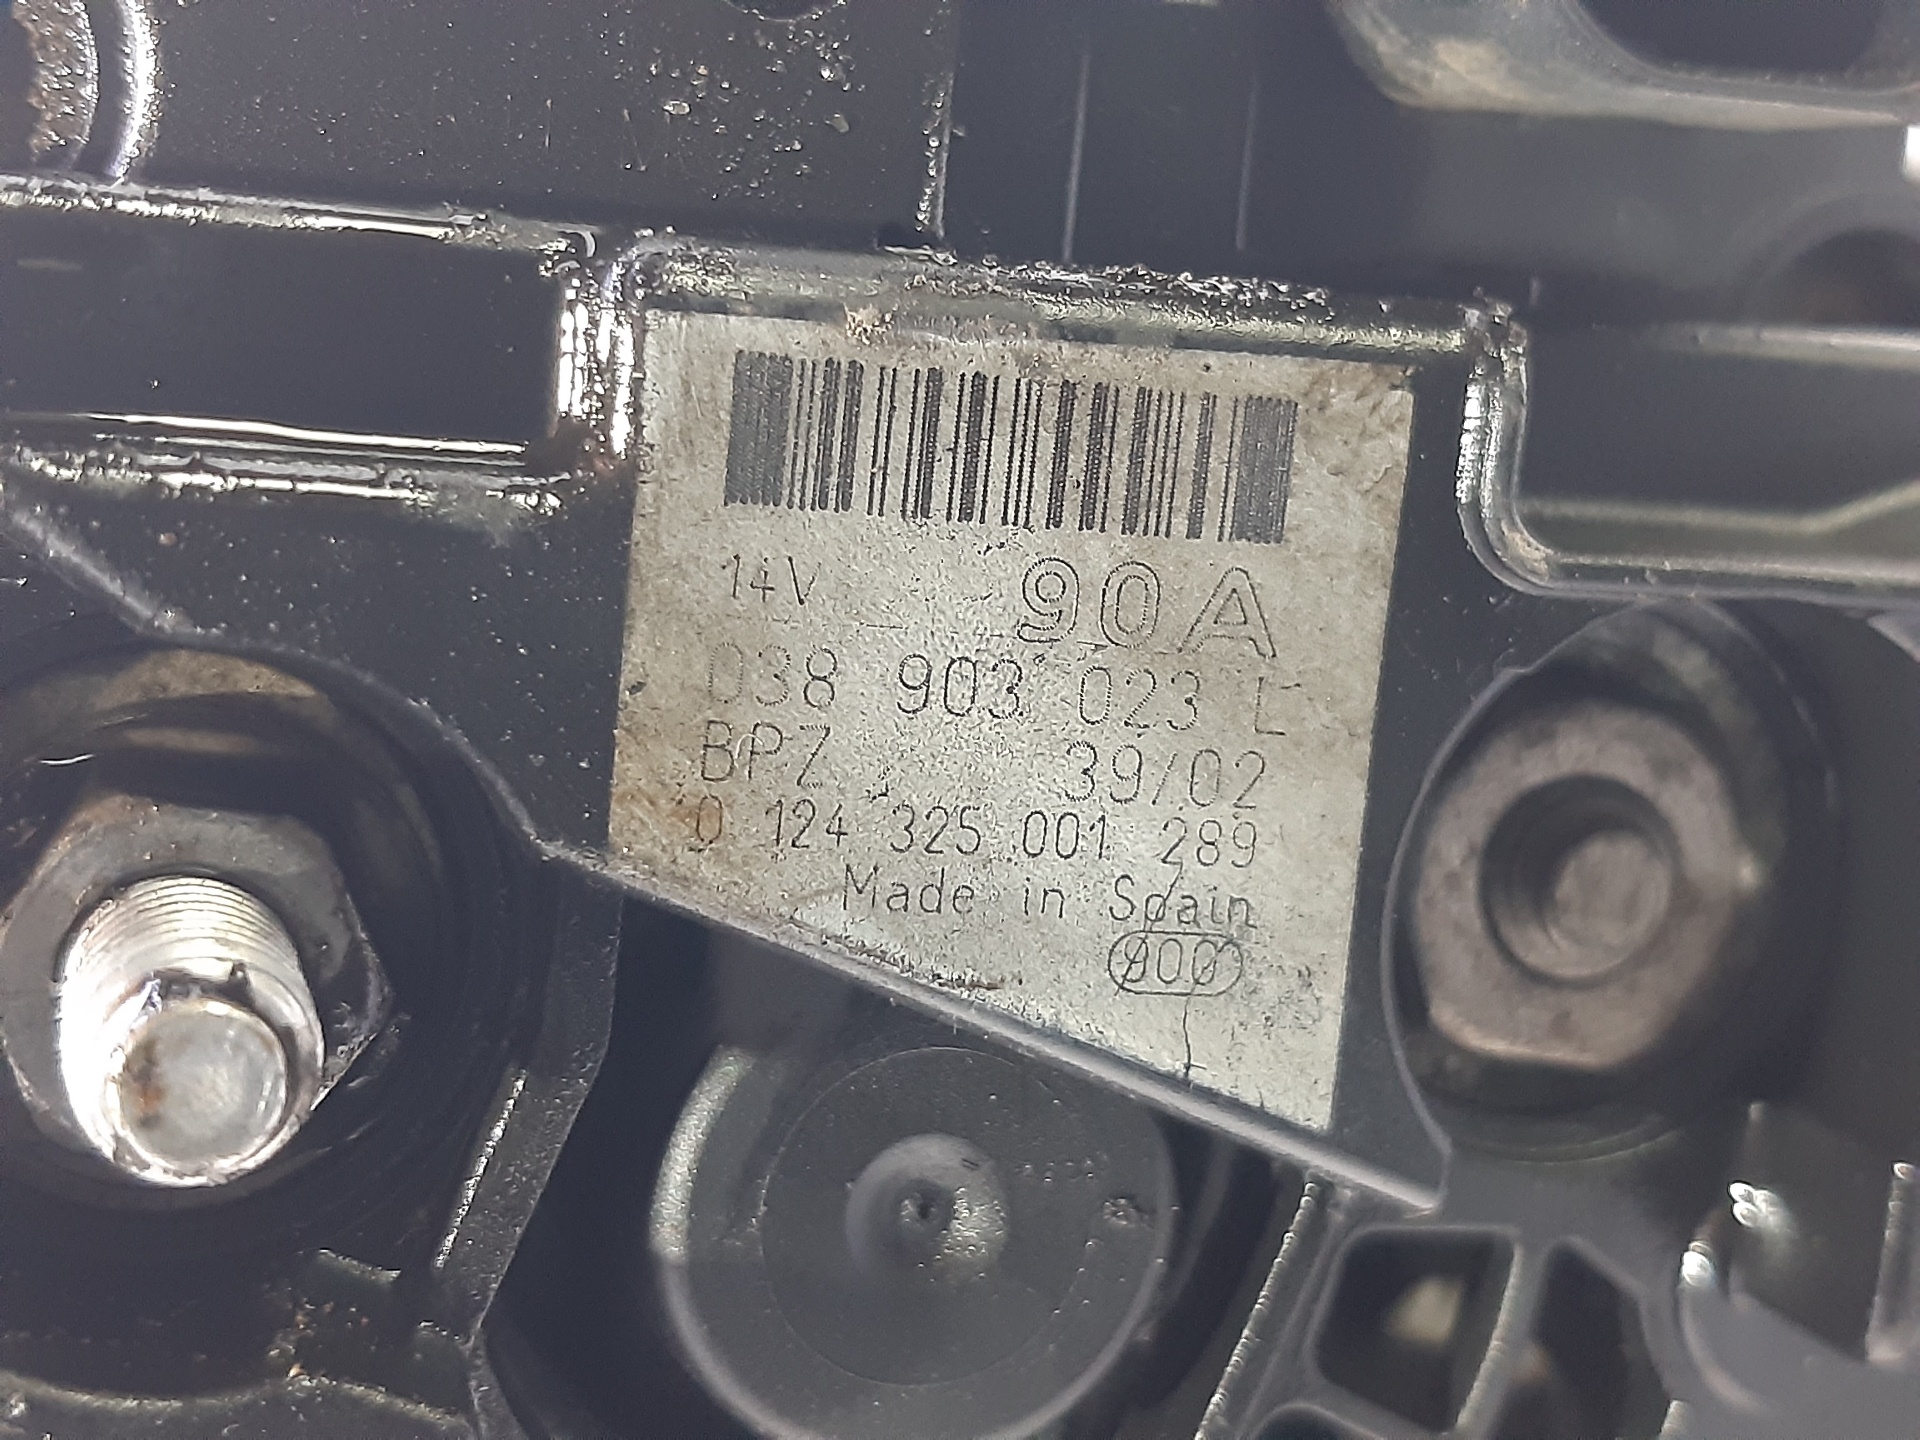 14V 90A
038 903 023 L
BPZ 39/02
0 124 325 001 289
Made in Spain
000